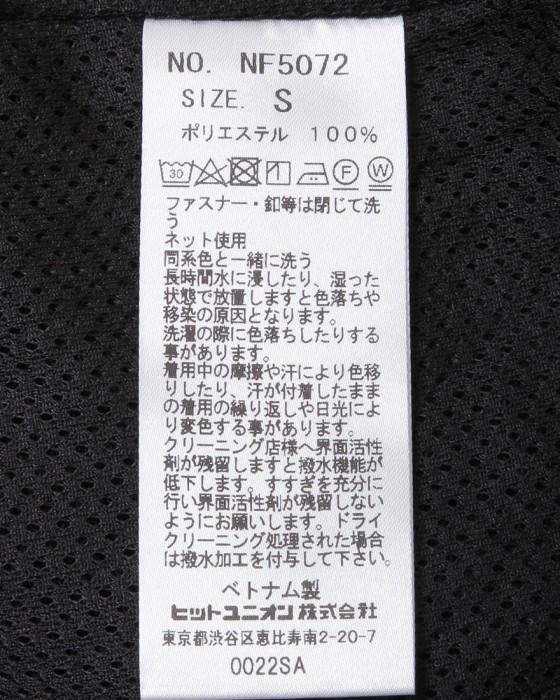 NO. NF5072
SIZE. S
ポリエステル 100%
30 F W
ファスナー・釦等は閉じて洗
う
ネット使用
同系色と一緒に洗う
長時間水に浸したり、湿った
状態で放置しますと色落ちや
移染の原因となります。
洗濯の際に色落ちしたりする
事があります。
着用中の摩擦や汗により色移
りしたり、汗が付着したまま
の着用の繰り返しや日光によ
り変色する事があります。
クリーニング店様へ界面活性
剤が残留しますと撥水機能が
低下します。すすぎを充分に
行い界面活性剤が残留しない
ようにお願いします。ドライ
クリーニング処理された場合
は撥水加工を付与して下さい。
ベトナム製
ヒットユニオン株式会社
東京都渋谷区恵比寿南2-20-7
0022SA